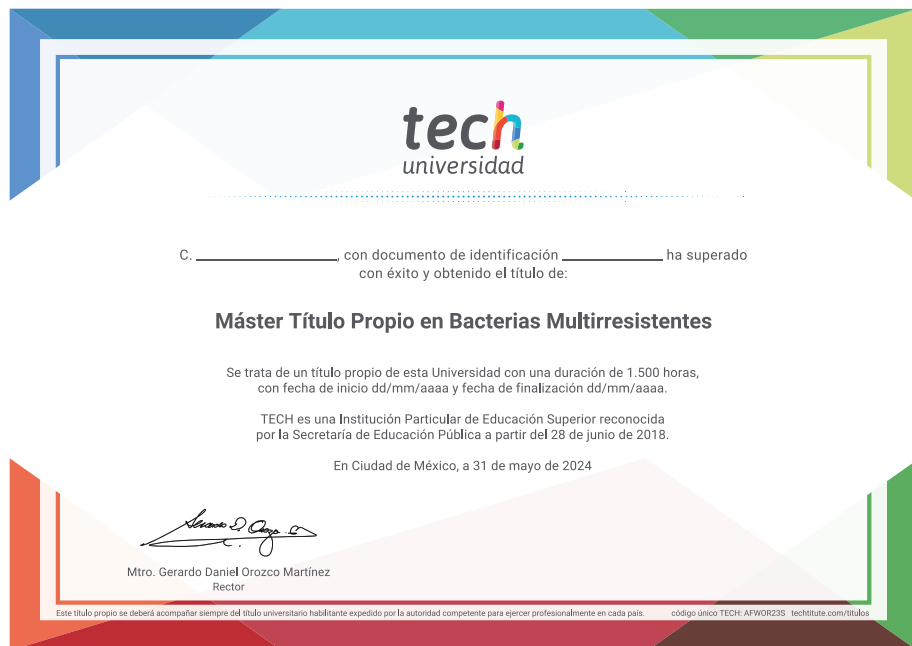 tech
universidad
C. ____________, con documento de identificación _________ ha superado
con éxito y obtenido el título de:
Máster Título Propio en Bacterias Multirresistentes
Se trata de un título propio de esta Universidad con una duración de 1.500 horas,
con fecha de inicio dd/mm/aaaa y fecha de finalización dd/mm/aaaa.
TECH es una Institución Particular de Educación Superior reconocida
por la Secretaría de Educación Pública a partir del 28 de junio de 2018.
En Ciudad de México, a 31 de mayo de 2024
Mtro. Gerardo Daniel Orozco Martínez
Rector
Este título propio se deberá acompañar siempre del título universitario habilitante expedido por la autoridad competente para ejercer profesionalmente en cada país. código único TECH: AFWOR23S techtitute.com/titulos